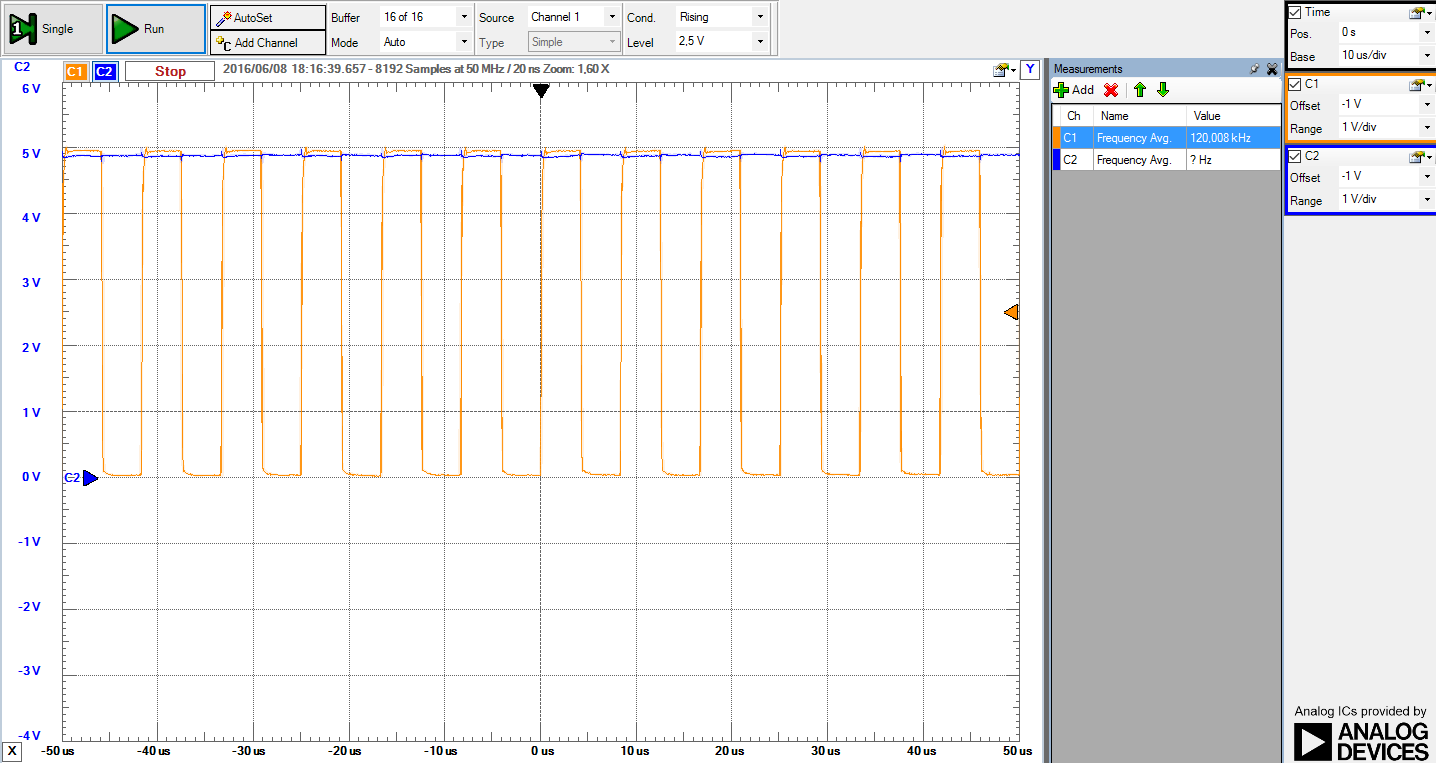 1 Single Run AutoSet Buffer 16 of 16 Source Channel 1 Cond. Rising
+C Add Channel Mode Auto Type Simple Level 2,5 V
C2 C1 C2 Stop 2016/06/08 18:16:39.657 - 8192 Samples at 50 MHz / 20 ns Zoom: 1,60 X Y
6 V
5 V
4 V
3 V
2 V
1 V
C2
0 V
-1 V
-2 V
-3 V
-4 V
X -50 us -40 us -30 us -20 us -10 us 0 us 10 us 20 us 30 us 40 us 50 us
Measurements
Add
Ch Name Value
C1 Frequency Avg. 120,008 kHz
C2 Frequency Avg. ? Hz
Time
Pos. 0 s
Base 10 us/div
C1
Offset -1 V
Range 1 V/div
C2
Offset -1 V
Range 1 V/div
Analog ICs provided by
ANALOG
DEVICES